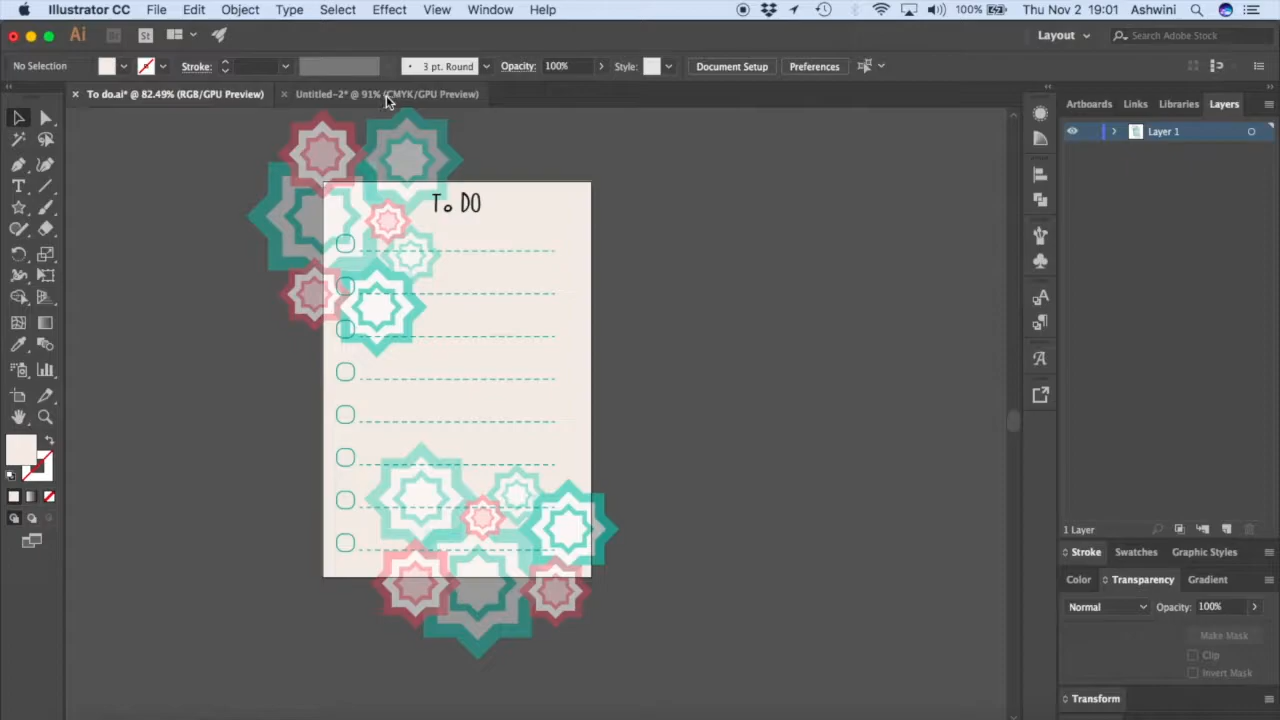 Illustrator CC File Edit Object Type Select Effect View Window Help 100% Thu Nov 2 19:01 Ashwini
Ai Br St Layout Search Adobe Stock
No Selection Stroke: 3 pt. Round Opacity: 100% Style: Document Setup Preferences
To do.ai* @ 82.49% (RGB/GPU Preview) Untitled-2* @ 91% (CMYK/GPU Preview)
Artboards Links Libraries Layers
Layer 1
To DO
1 Layer
Stroke Swatches Graphic Styles
Color Transparency Gradient
Normal Opacity: 100%
Make Mask
Clip
Invert Mask
Transform